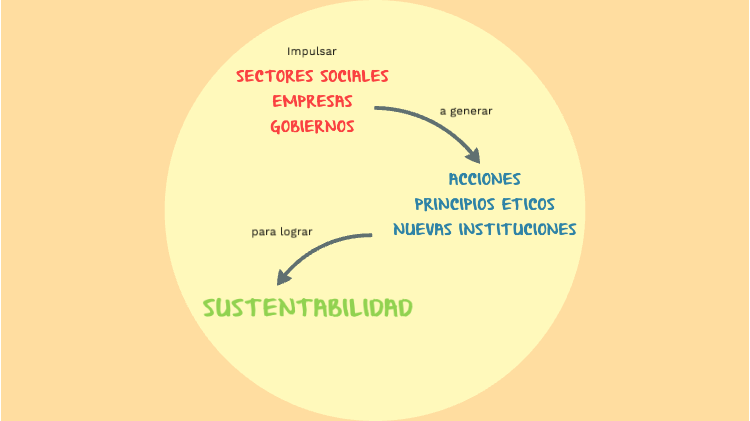 Impulsar
SECTORES SOCIALES
EMPRESAS
GOBIERNOS
a generar
ACCIONES
PRINCIPIOS ETICOS
NUEVAS INSTITUCIONES
para lograr
SUSTENTABILIDAD